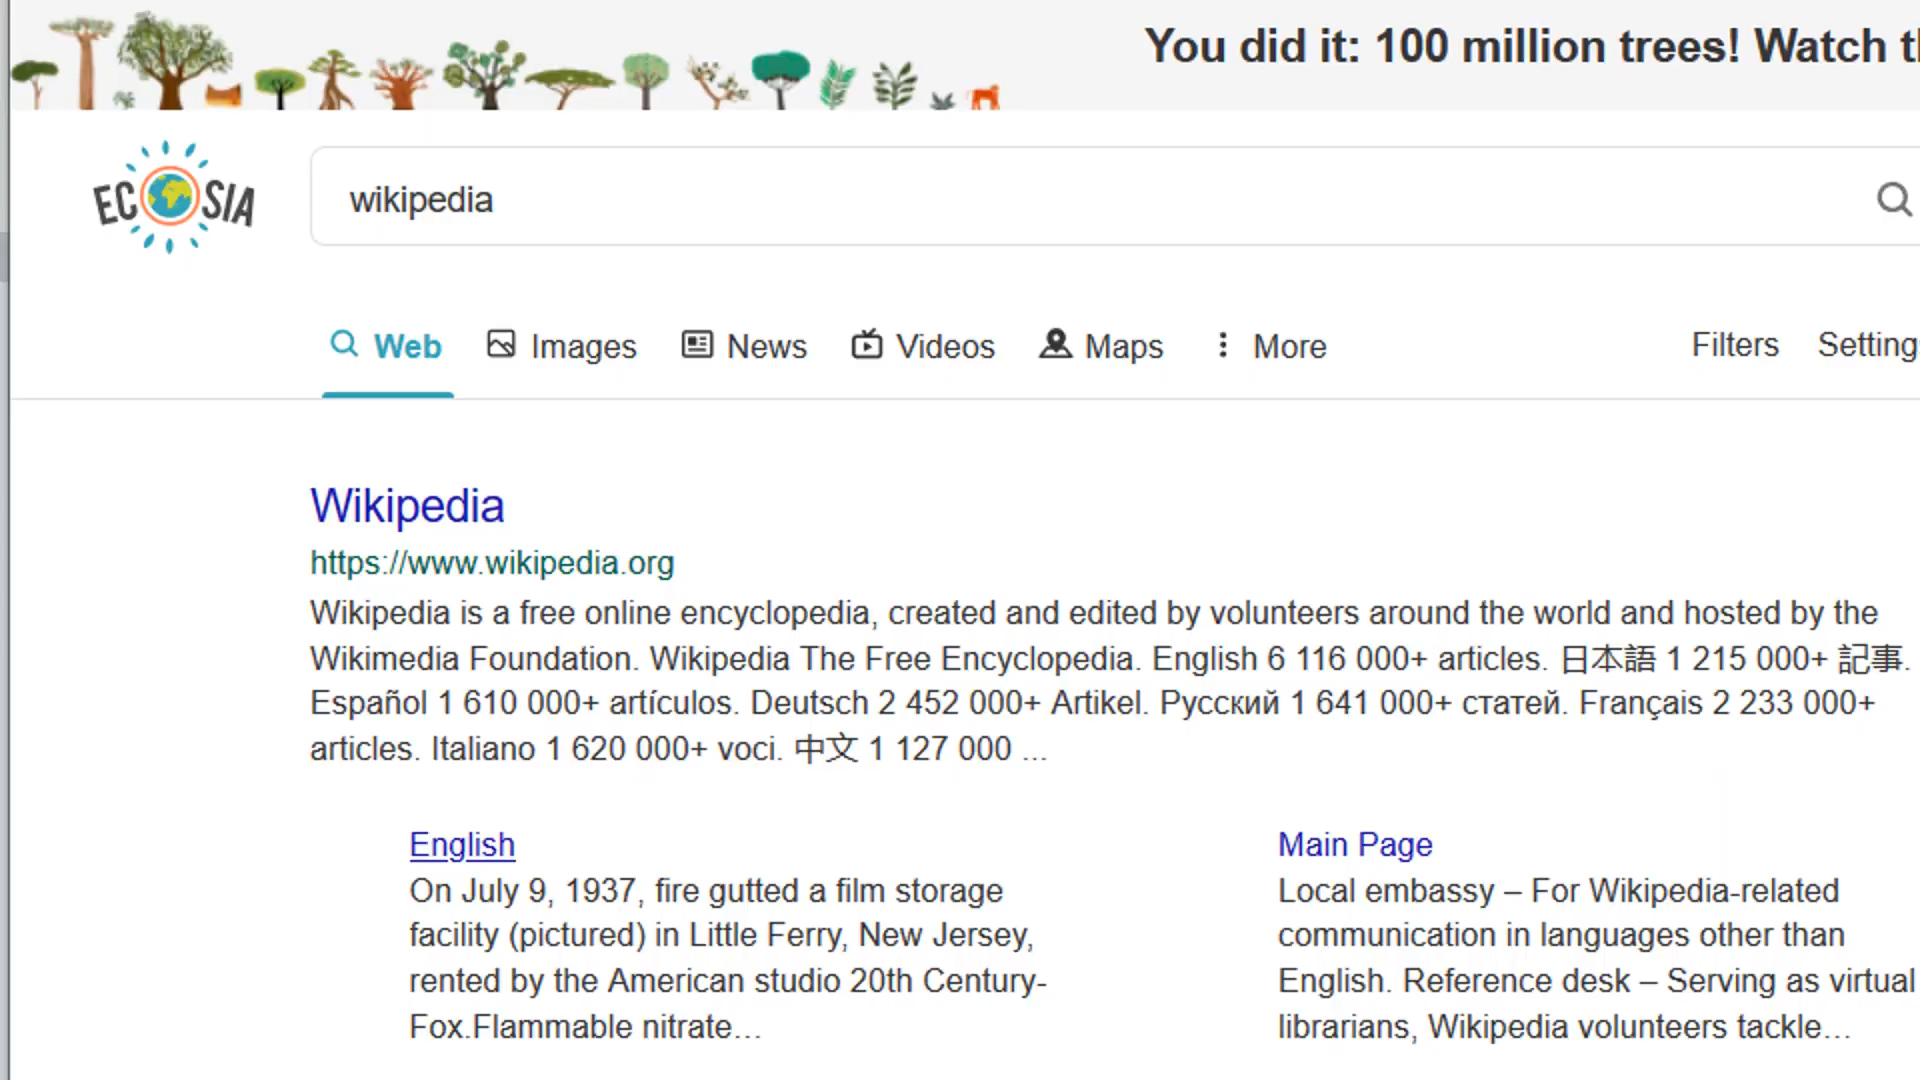 You did it: 100 million trees! Watch
ECOSIA
wikipedia
Web Images News Videos Maps More Filters Setting
Wikipedia
https://www.wikipedia.org
Wikipedia is a free online encyclopedia, created and edited by volunteers around the world and hosted by the
Wikimedia Foundation. Wikipedia The Free Encyclopedia. English 6 116 000+ articles. 日本語 1 215 000+ 記事.
Español 1 610 000+ artículos. Deutsch 2 452 000+ Artikel. Русский 1 641 000+ статей. Français 2 233 000+
articles. Italiano 1 620 000+ voci. 中文 1 127 000 ...
English
On July 9, 1937, fire gutted a film storage
facility (pictured) in Little Ferry, New Jersey,
rented by the American studio 20th Century-
Fox.Flammable nitrate...
Main Page
Local embassy – For Wikipedia-related
communication in languages other than
English. Reference desk – Serving as virtual
librarians, Wikipedia volunteers tackle...